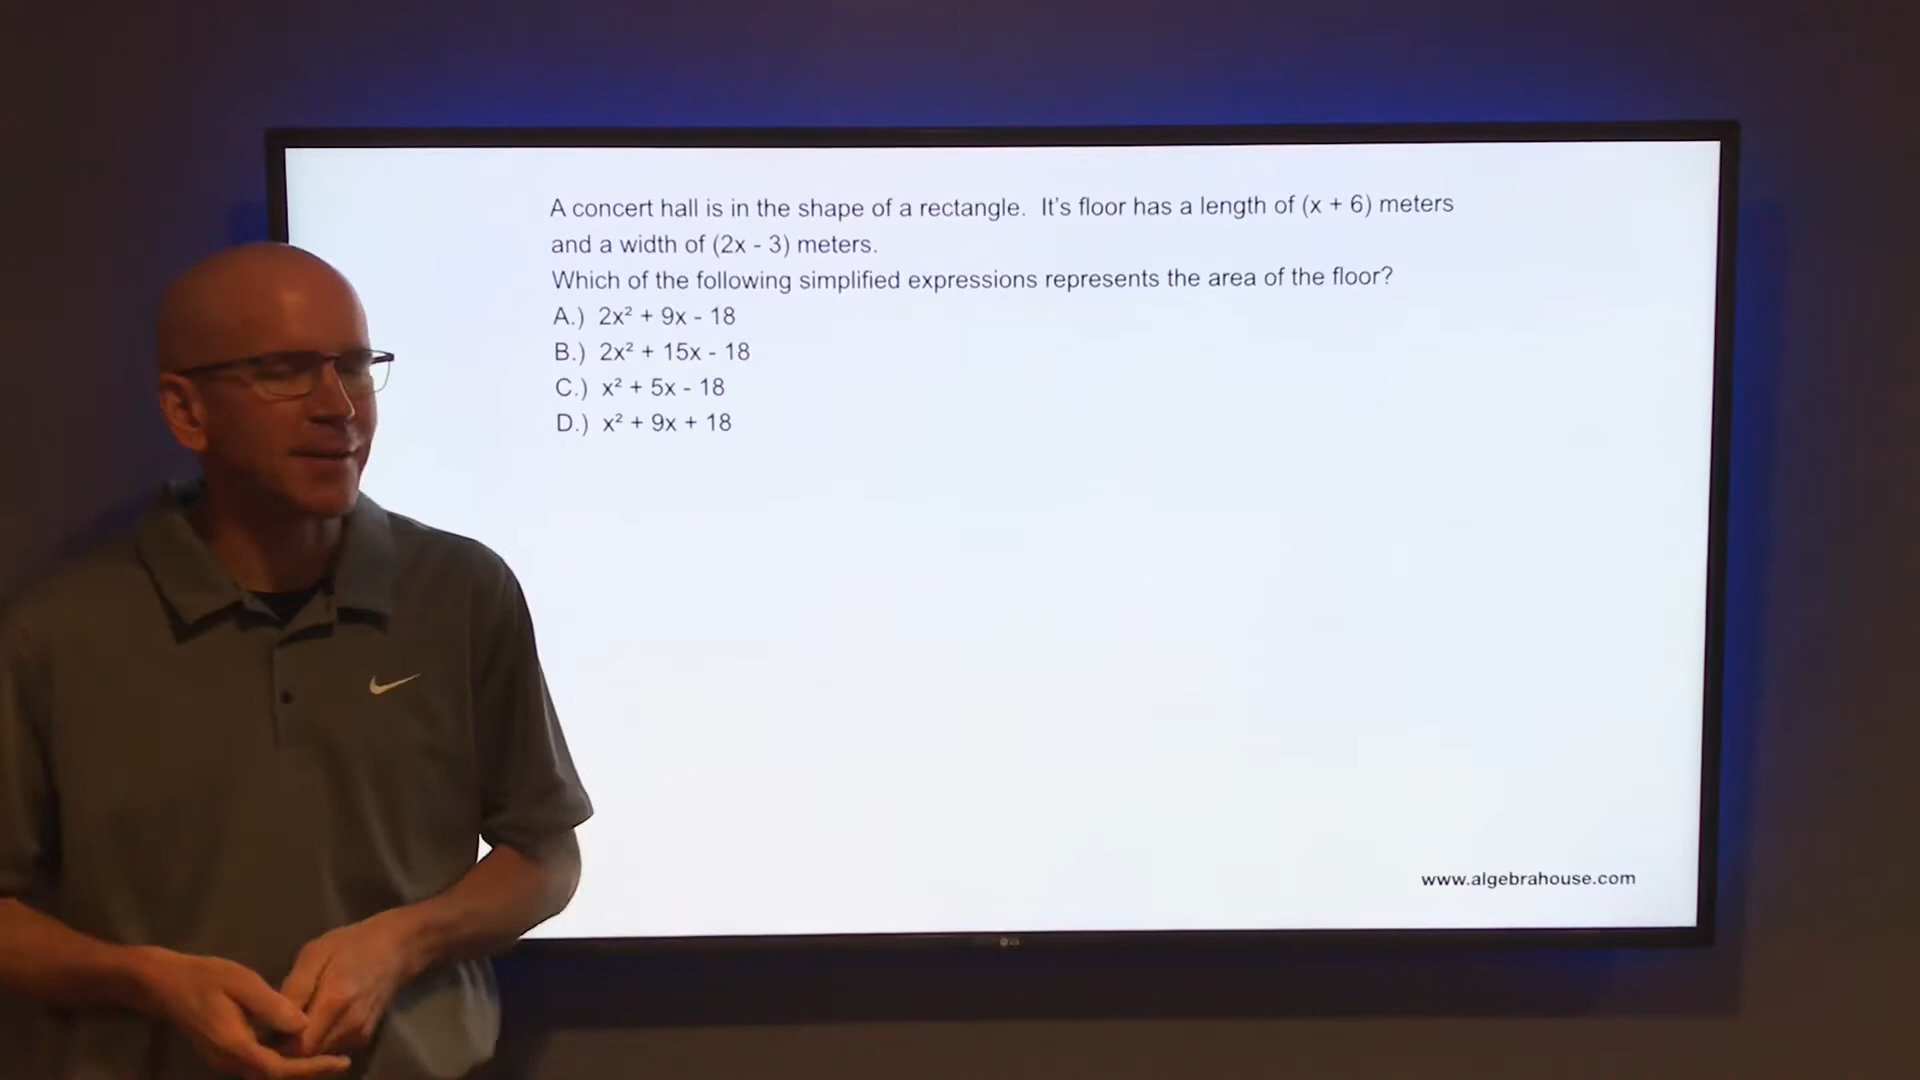 A concert hall is in the shape of a rectangle. It's floor has a length of (x + 6) meters
and a width of (2x - 3) meters.
Which of the following simplified expressions represents the area of the floor?
A.) 2x² + 9x - 18
B.) 2x² + 15x - 18
C.) x² + 5x - 18
D.) x² + 9x + 18
www.algebrahouse.com